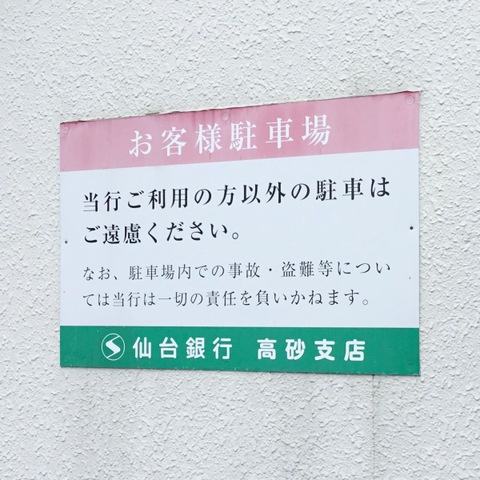 お客様駐車場
当行ご利用の方以外の駐車は
ご遠慮ください。
なお、駐車場内での事故・盗難等につい
ては当行は一切の責任を負いかねます。
仙台銀行 高砂支店